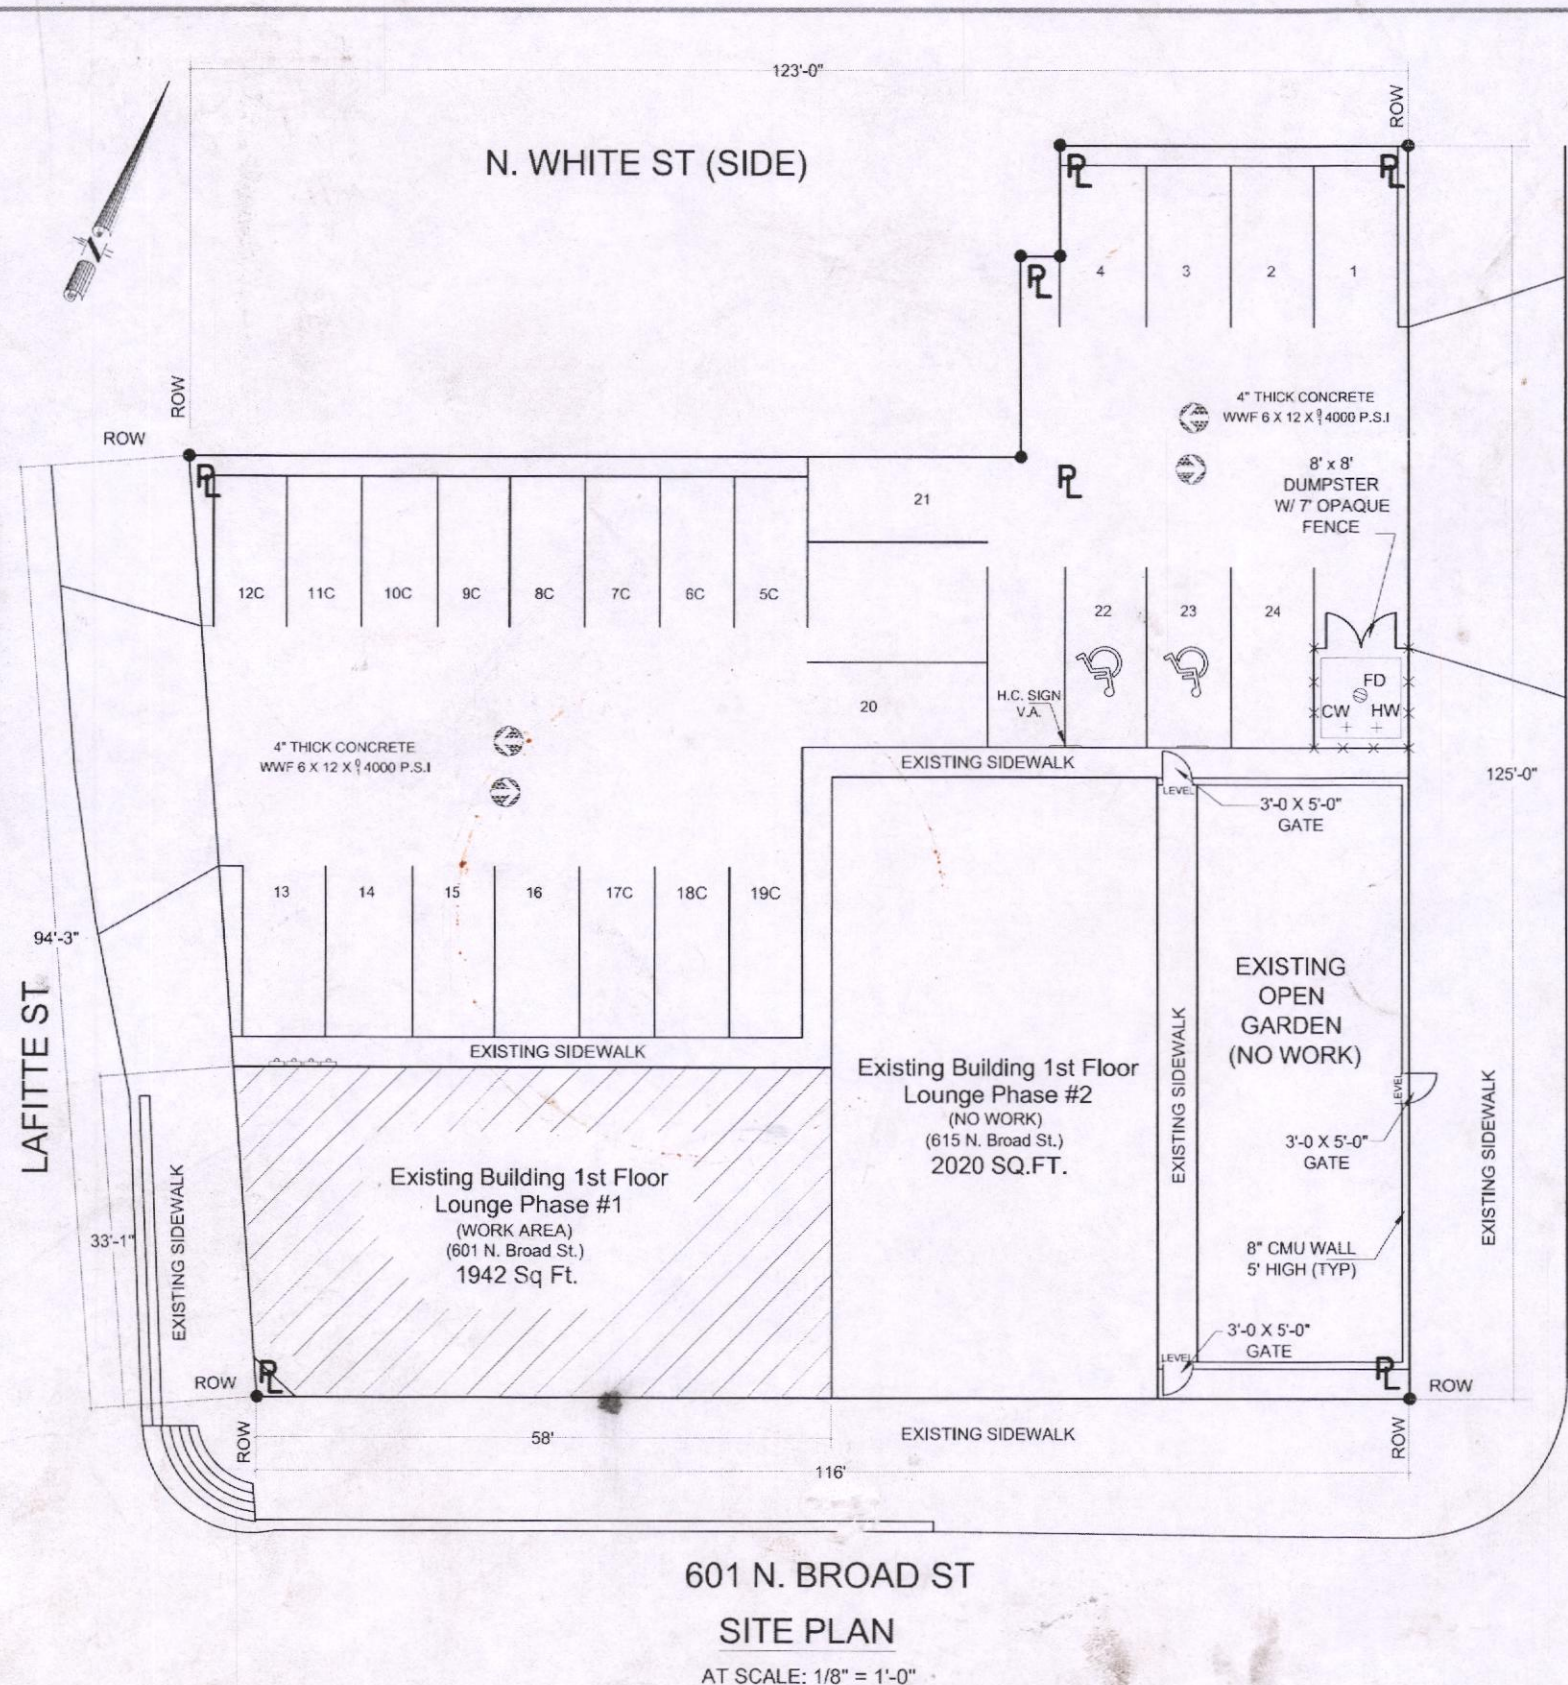 123'-0"
ROW
N. WHITE ST (SIDE)
PL
PL
4
3
2
1
PL
ROW
4" THICK CONCRETE
WWF 6 X 12 X 4000 P.S.I
ROW
8' x 8'
DUMPSTER
W/ 7' OPAQUE
FENCE
PL
PL
21
12C
11C
10C
9C
8C
7C
6C
5C
22
23
24
FD
CW
HW
H.C. SIGN
V.A.
20
4" THICK CONCRETE
WWF 6 X 12 X 4000 P.S.I
EXISTING SIDEWALK
125'-0"
LEVEL
3'-0 X 5'-0"
GATE
13
14
15
16
17C
18C
19C
94'-3"
LAFITTE ST
EXISTING
OPEN
GARDEN
(NO WORK)
EXISTING SIDEWALK
EXISTING SIDEWALK
Existing Building 1st Floor
Lounge Phase #2
(NO WORK)
(615 N. Broad St.)
2020 SQ.FT.
LEVEL
3'-0 X 5'-0"
GATE
EXISTING SIDEWALK
Existing Building 1st Floor
Lounge Phase #1
(WORK AREA)
(601 N. Broad St.)
1942 Sq Ft.
33'-1"
EXISTING SIDEWALK
8" CMU WALL
5' HIGH (TYP)
3'-0 X 5'-0"
GATE
LEVEL
PL
PL
ROW
ROW
ROW
58'
EXISTING SIDEWALK
ROW
116'
601 N. BROAD ST
SITE PLAN
AT SCALE: 1/8" = 1'-0"